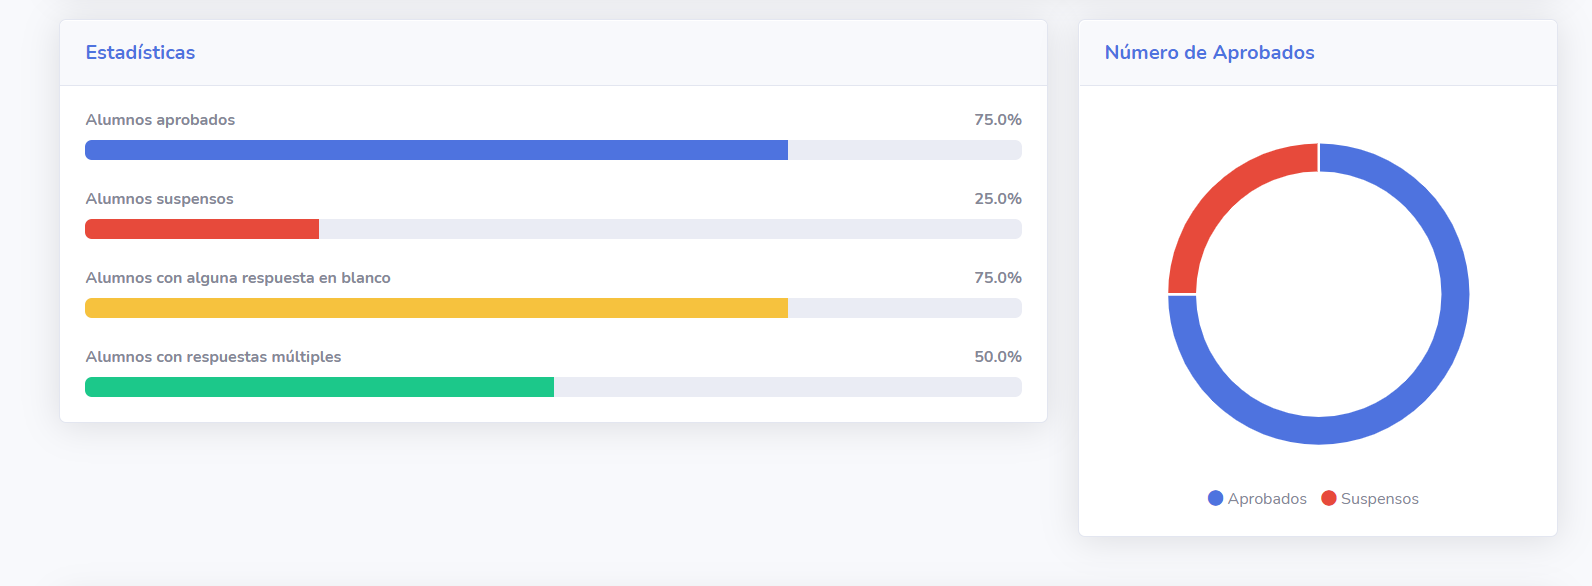 Estadísticas
Alumnos aprobados 75.0%
Alumnos suspensos 25.0%
Alumnos con alguna respuesta en blanco 75.0%
Alumnos con respuestas múltiples 50.0%
Número de Aprobados
Aprobados Suspensos